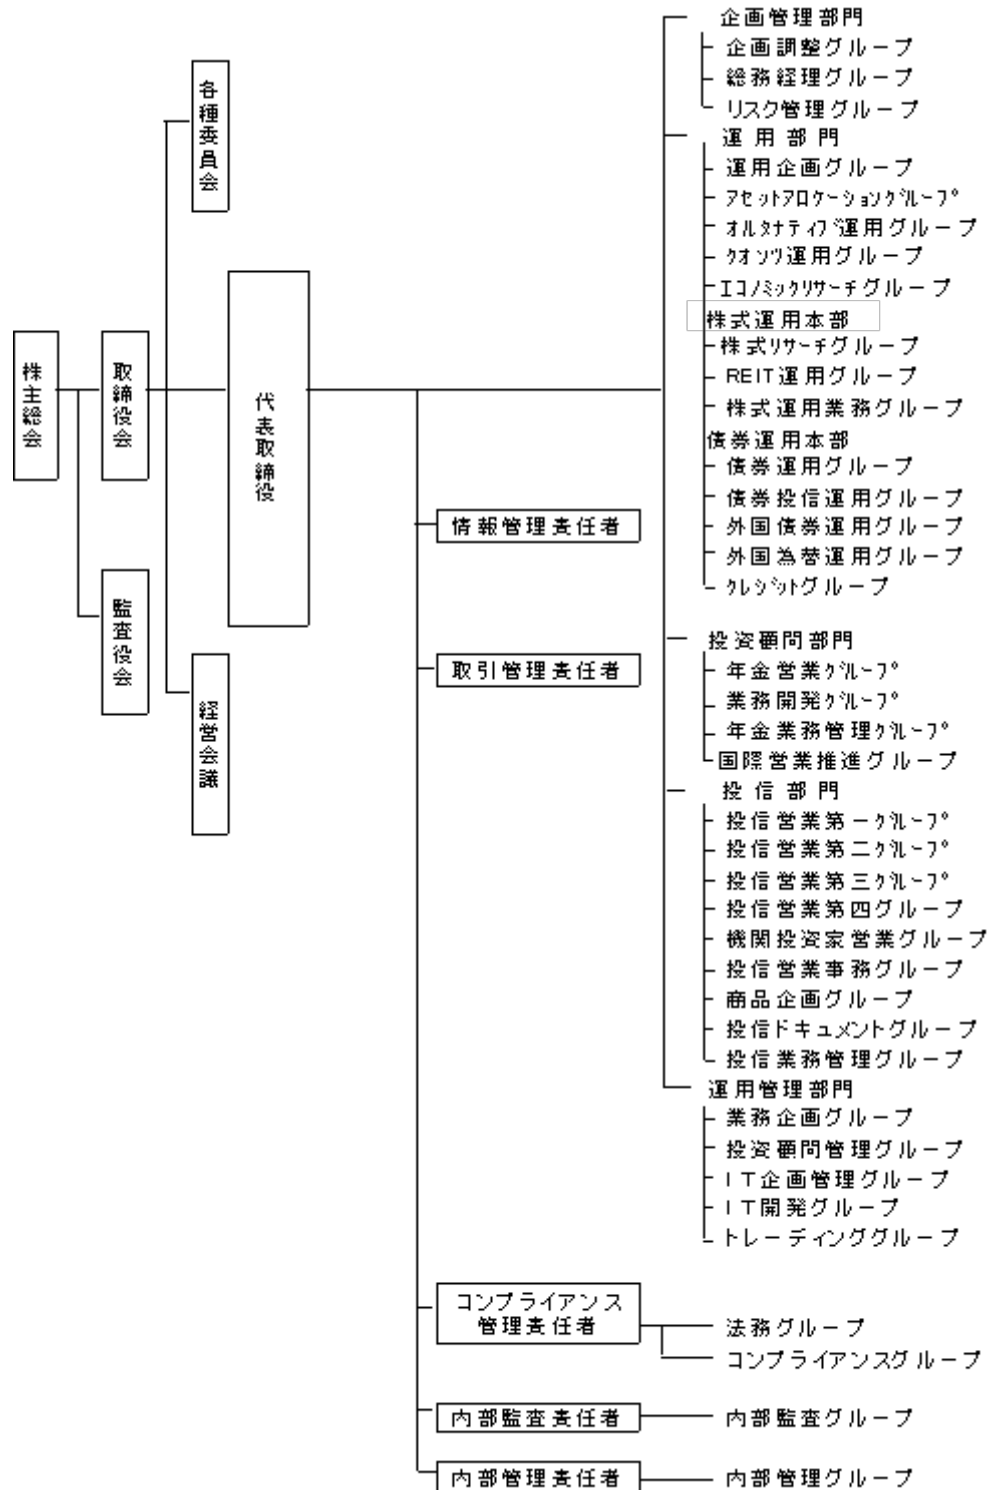 株主総会
取締役会
監査役会
各種委員会
経営会議
代表取締役
情報管理責任者
取引管理責任者
コンプライアンス
管理責任者
内部監査責任者
内部管理責任者
企画管理部門
企画調整グループ
総務経理グループ
リスク管理グループ
運用部門
運用企画グループ
ｱｾｯﾄｱﾛｹｰｼｮﾝｸﾞﾙｰﾌﾟ
ｵﾙﾀﾅﾃｨﾌﾞ運用グループ
ｸｵﾝﾂ運用グループ
ｴｺﾉﾐｯｸﾘｻｰﾁグループ
株式運用本部
株式ﾘｻｰﾁグループ
REIT運用グループ
株式運用業務グループ
債券運用本部
債券運用グループ
債券投信運用グループ
外国債券運用グループ
外国為替運用グループ
ｸﾚｼﾞｯﾄグループ
投資顧問部門
年金営業ｸﾞﾙｰﾌﾟ
業務開発ｸﾞﾙｰﾌﾟ
年金業務管理ｸﾞﾙｰﾌﾟ
国際営業推進グループ
投信部門
投信営業第一ｸﾞﾙｰﾌﾟ
投信営業第二ｸﾞﾙｰﾌﾟ
投信営業第三ｸﾞﾙｰﾌﾟ
投信営業第四グループ
機関投資家営業グループ
投信営業事務グループ
商品企画グループ
投信ドキュメントグループ
投信業務管理グループ
運用管理部門
業務企画グループ
投資顧問管理グループ
ＩＴ企画管理グループ
ＩＴ開発グループ
トレーディンググループ
法務グループ
コンプライアンスグループ
内部監査グループ
内部管理グループ